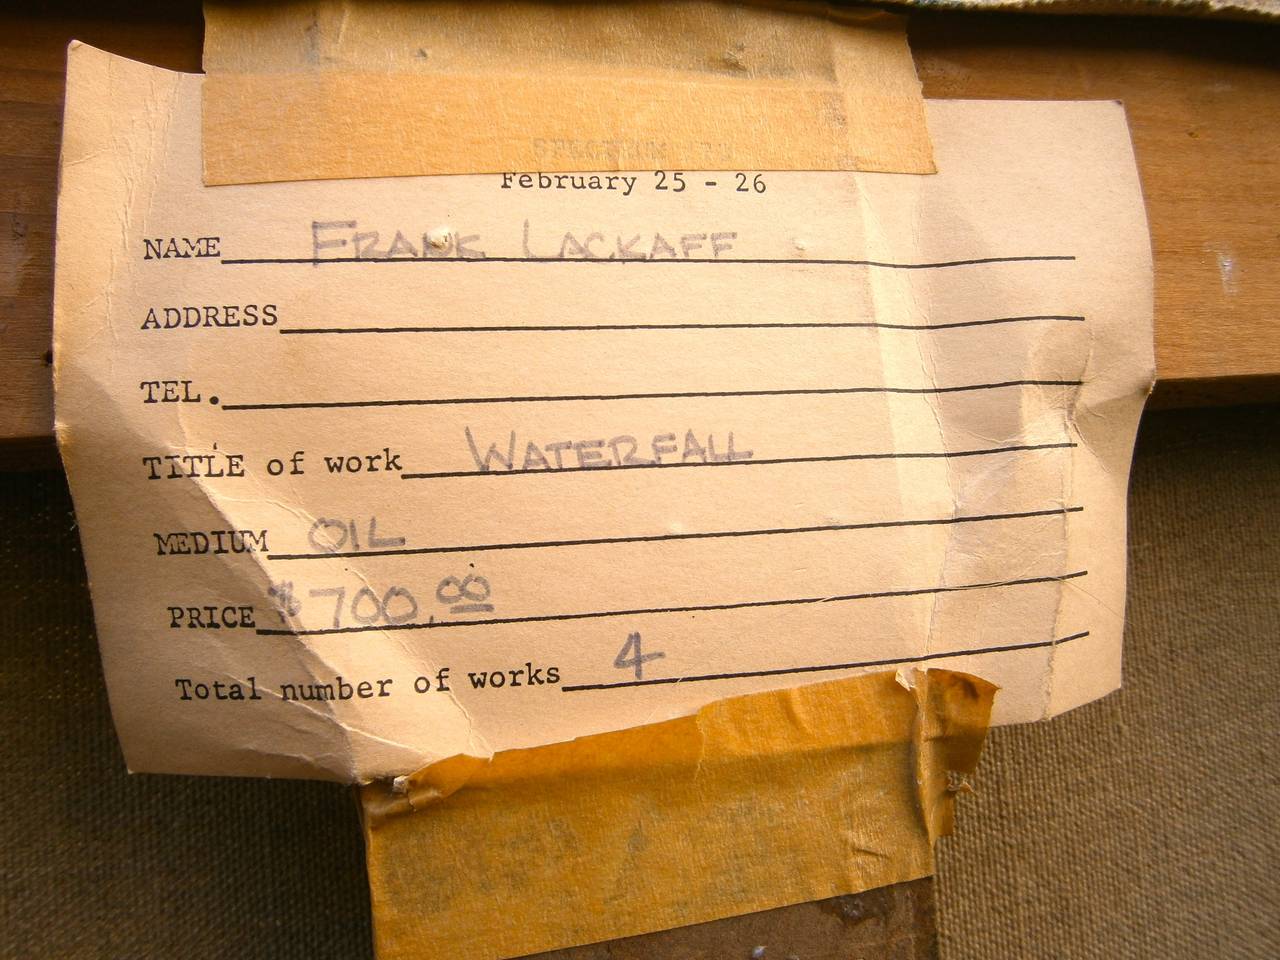 SPECTRUM
February 25 - 26
NAME FRANK LACKAFF
ADDRESS
TEL.
TITLE of work WATERFALL
MEDIUM OIL
PRICE $700.00
Total number of works 4